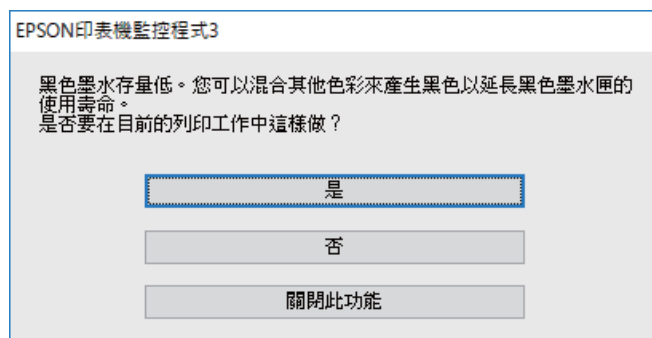 EPSON印表機監控程式3
黑色墨水存量低。您可以混合其他色彩來產生黑色以延長黑色墨水匣的
使用壽命。
是否要在目前的列印工作中這樣做？
是
否
關閉此功能